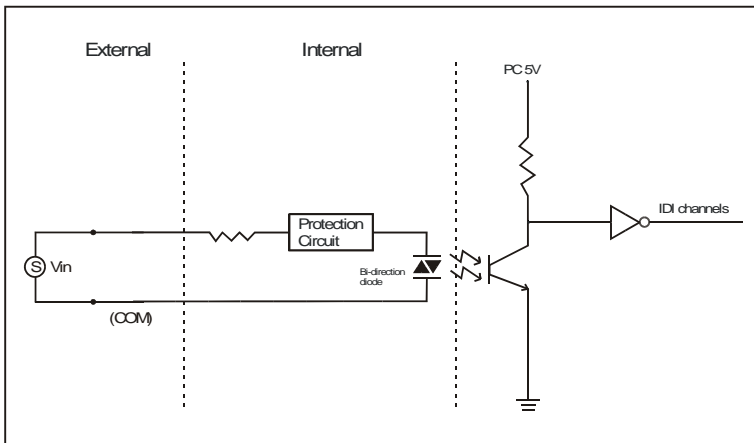 External
Internal
PC 5V
IDI channels
Protection
Circuit
S
Vin
Bi-direction
diode
(COM)